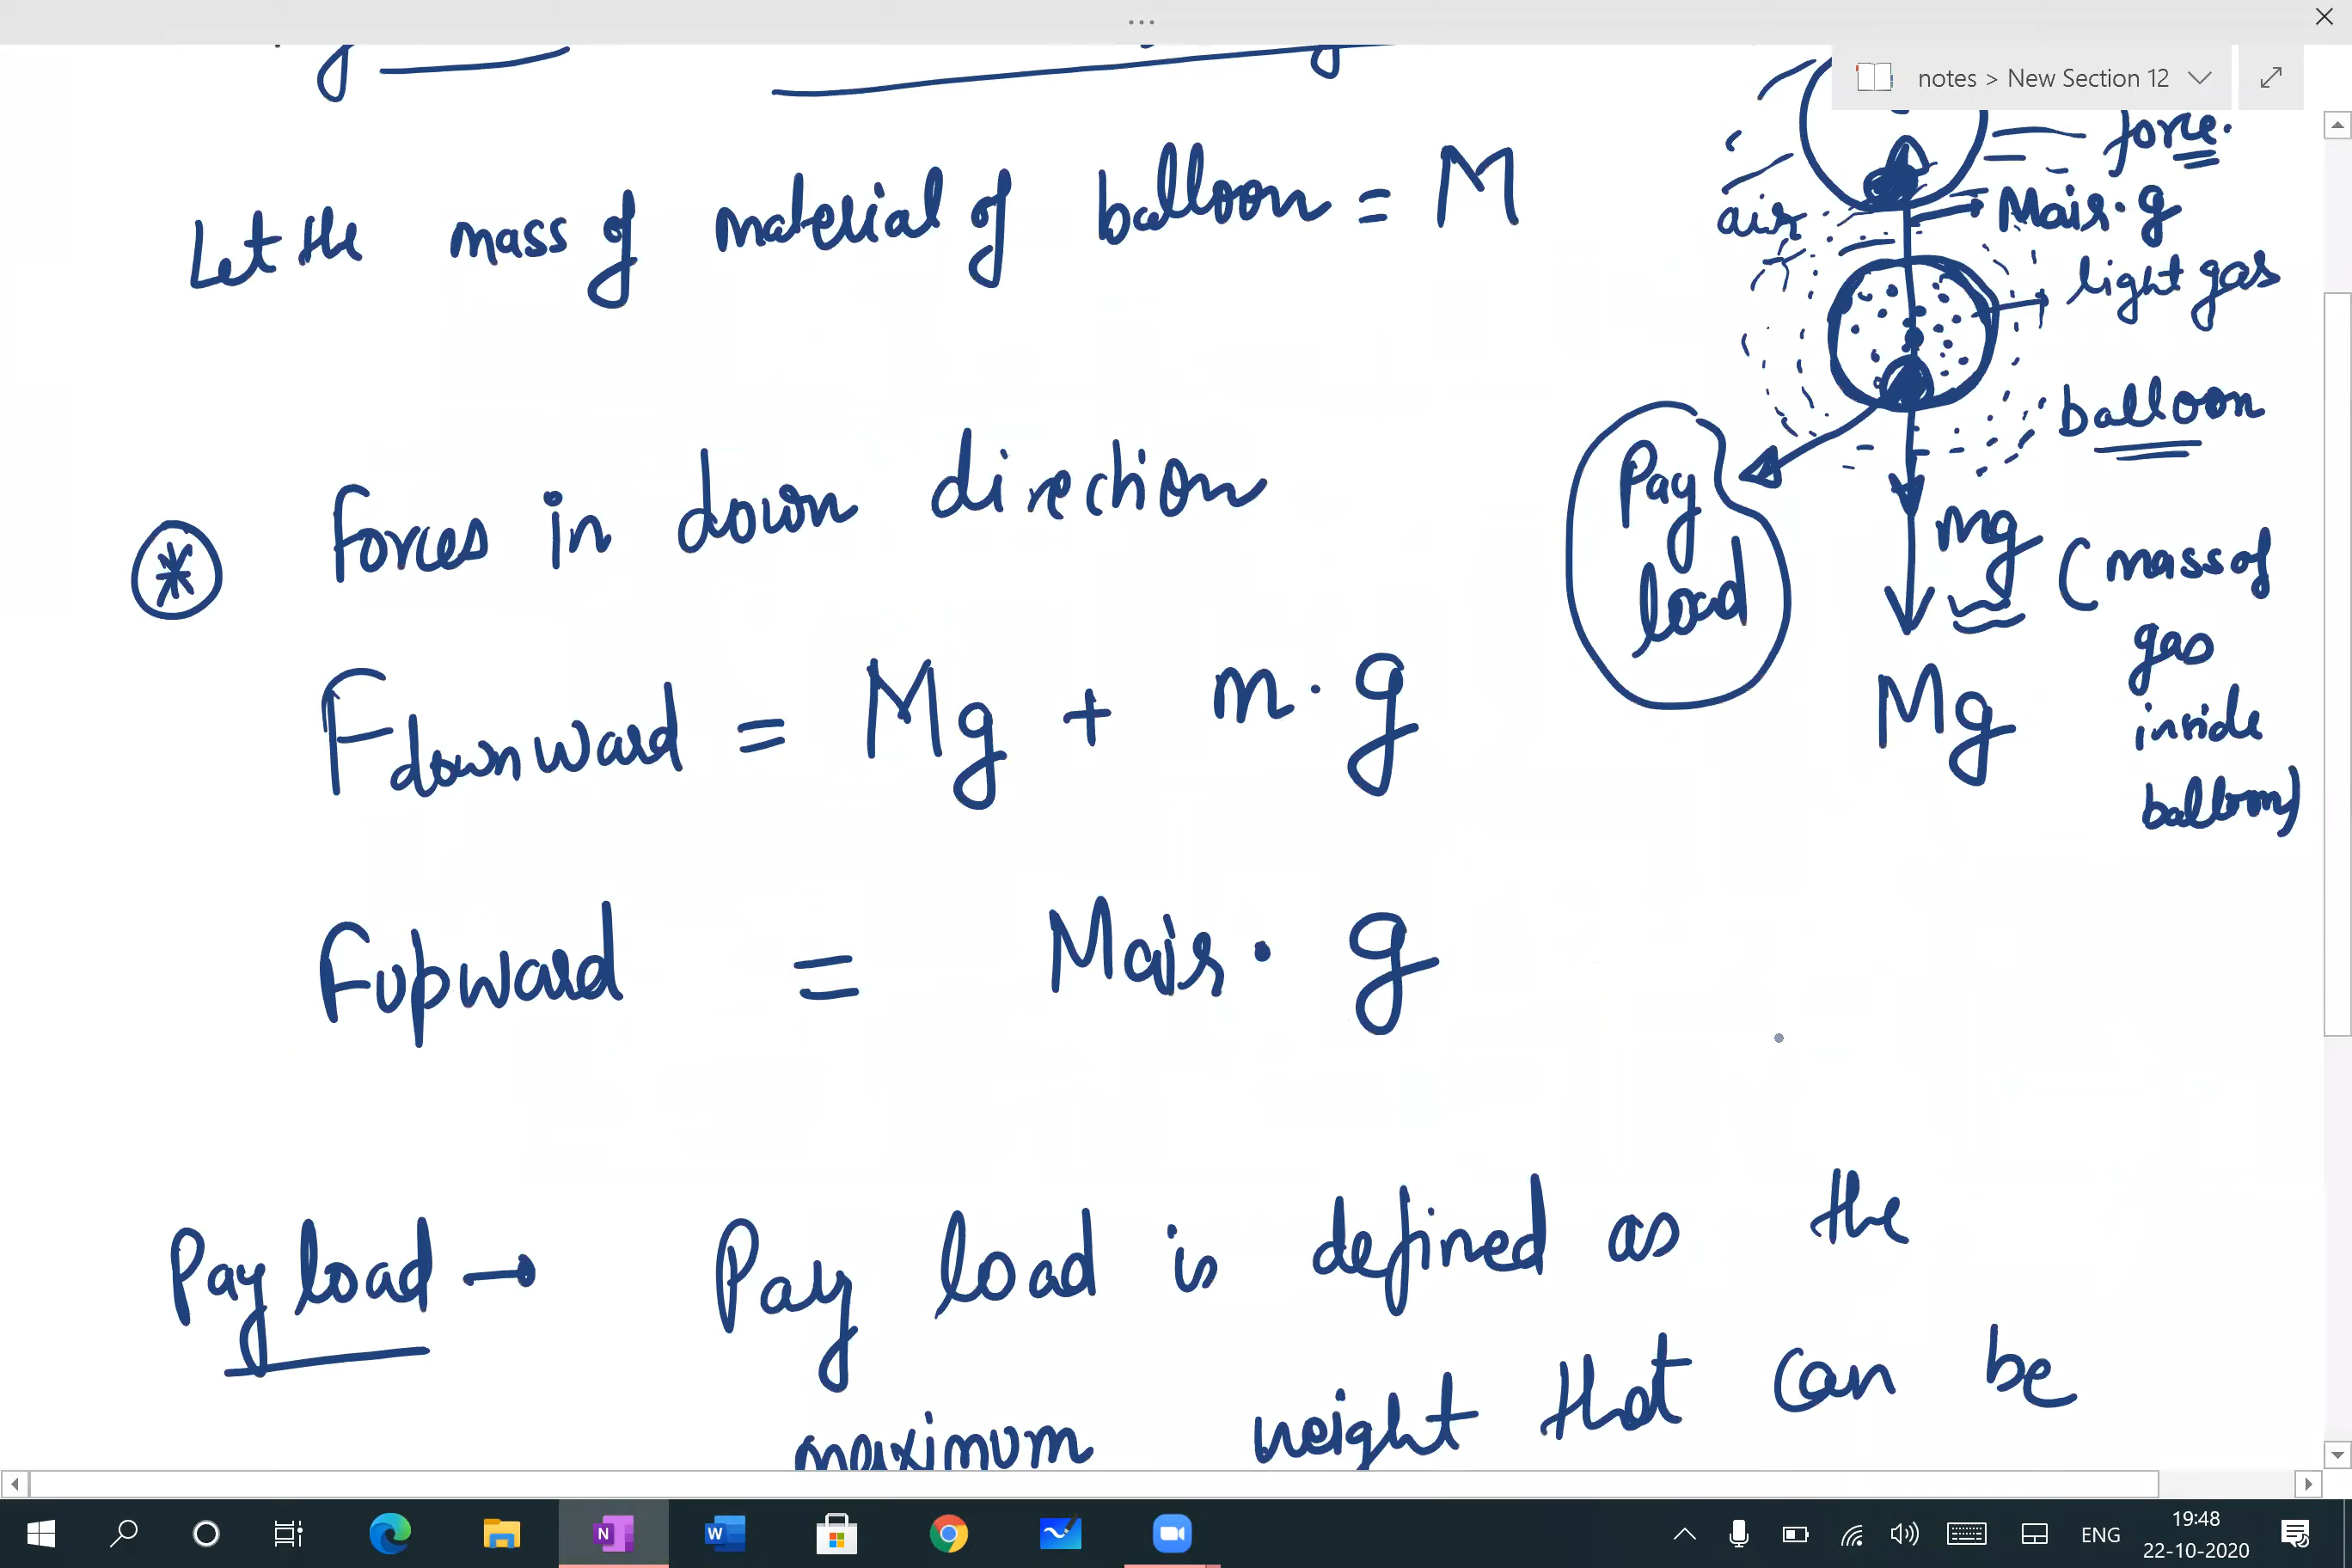 ...
notes > New Section 12
force.
Let the mass of material of balloon = M
air
Mair. g
light gas
balloon
Pay load
* forces in down direction
mg (mass of gas inside balloon)
Mg
Fdownward = Mg + m. g
Fupward = Mair. g
Pay load → Pay load is defined as the
maximum weight that can be
N
W
ENG
19:48
22-10-2020